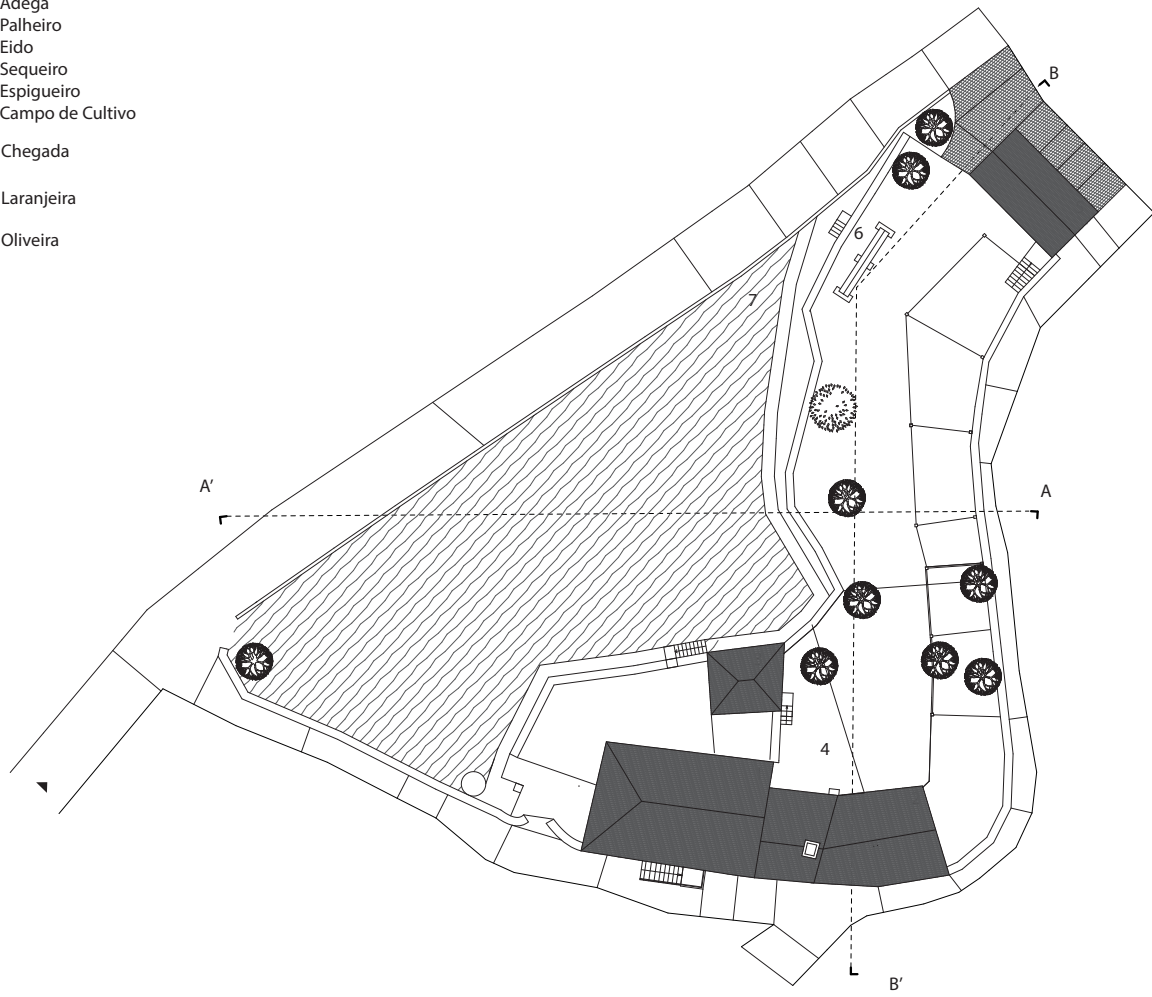 Adega
Palheiro
Eido
Sequeiro
Espigueiro
Campo de Cultivo
Chegada
Laranjeira
Oliveira
B
6
7
A'
A
4
B'